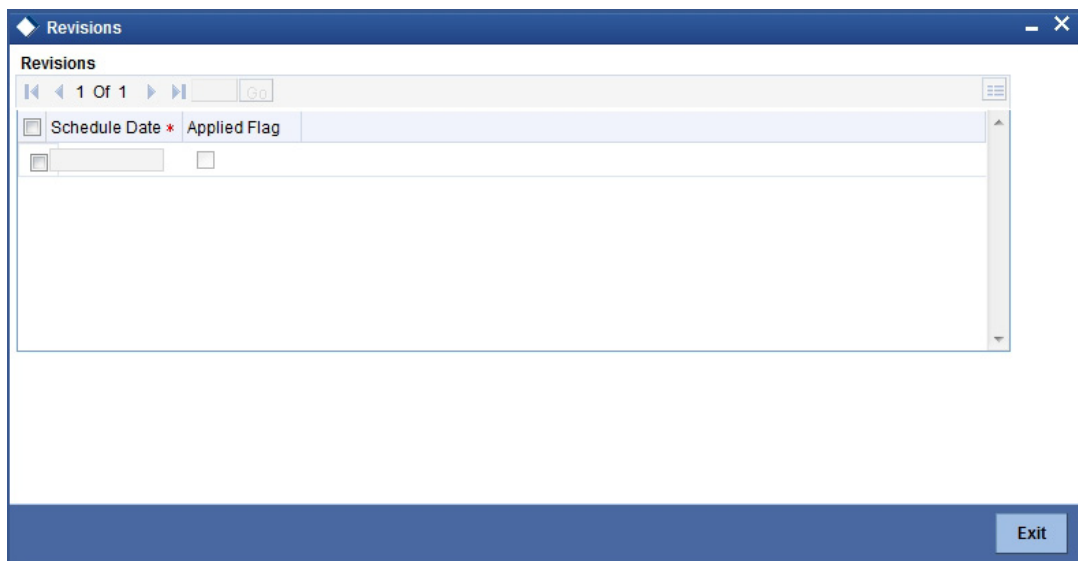 Revisions
Revisions
1 Of 1 Go
Schedule Date * Applied Flag
Exit